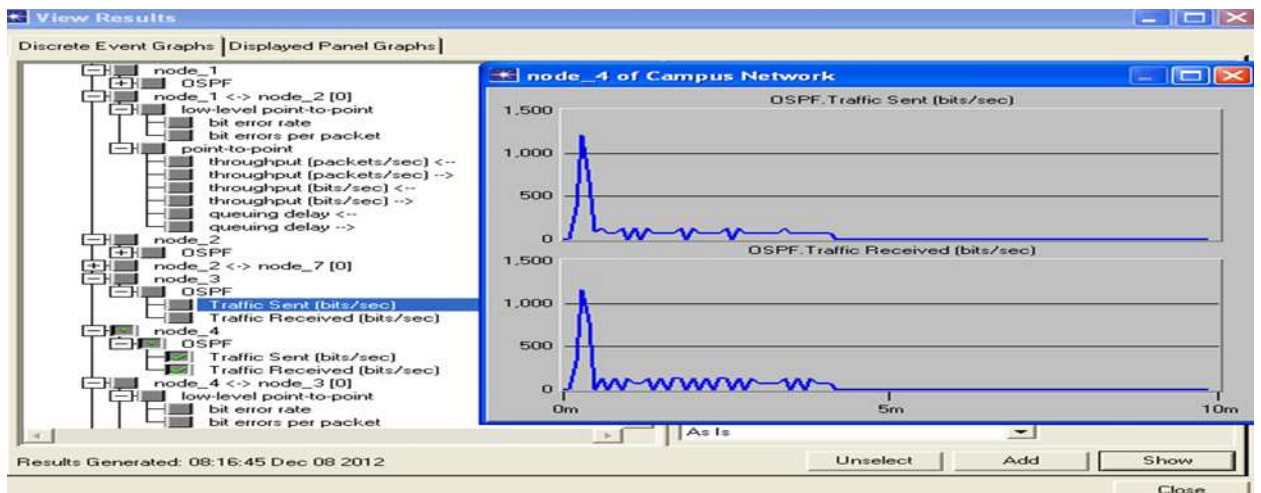 View Results
Discrete Event Graphs
Displayed Panel Graphs
node_1
OSPF
node_1 <-> node_2 [0]
low-level point-to-point
bit error rate
bit errors per packet
point-to-point
throughput (packets/sec) <--
throughput (packets/sec) -->
throughput (bits/sec) <--
throughput (bits/sec) -->
queuing delay <--
queuing delay -->
node_2
OSPF
node_2 <-> node_7 [0]
node_3
OSPF
Traffic Sent (bits/sec)
Traffic Received (bits/sec)
node_4
OSPF
Traffic Sent (bits/sec)
Traffic Received (bits/sec)
node_4 <-> node_3 [0]
low-level point-to-point
bit error rate
bit errors per packet
node_4 of Campus Network
OSPF.Traffic Sent (bits/sec)
1,500
1,000
500
0
OSPF.Traffic Received (bits/sec)
1,500
1,000
500
0
0m 5m 10m
As Is
Results Generated: 08:16:45 Dec 08 2012
Unselect Add Show
Close